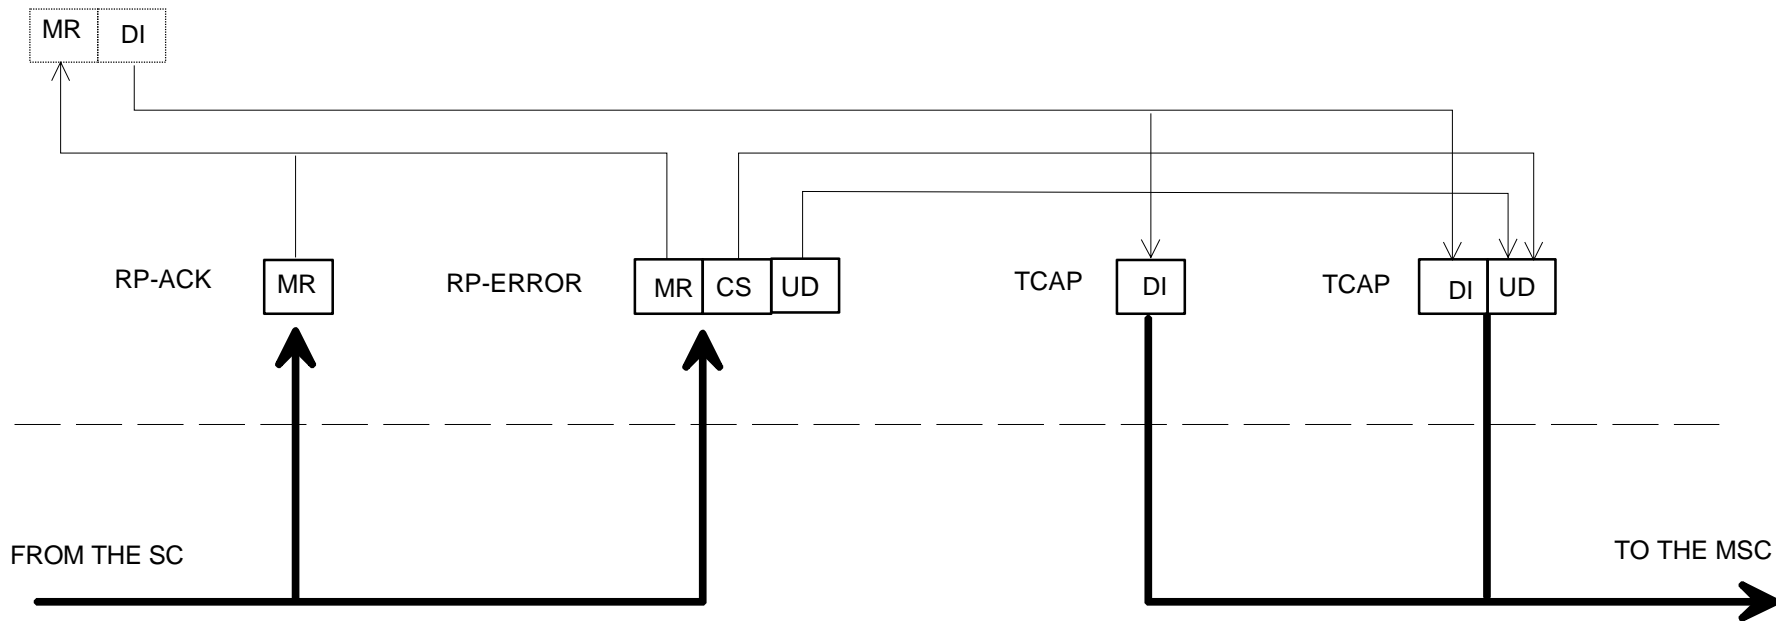 MR DI
RP-ACK MR RP-ERROR MR CS UD TCAP DI TCAP DI UD
FROM THE SC TO THE MSC